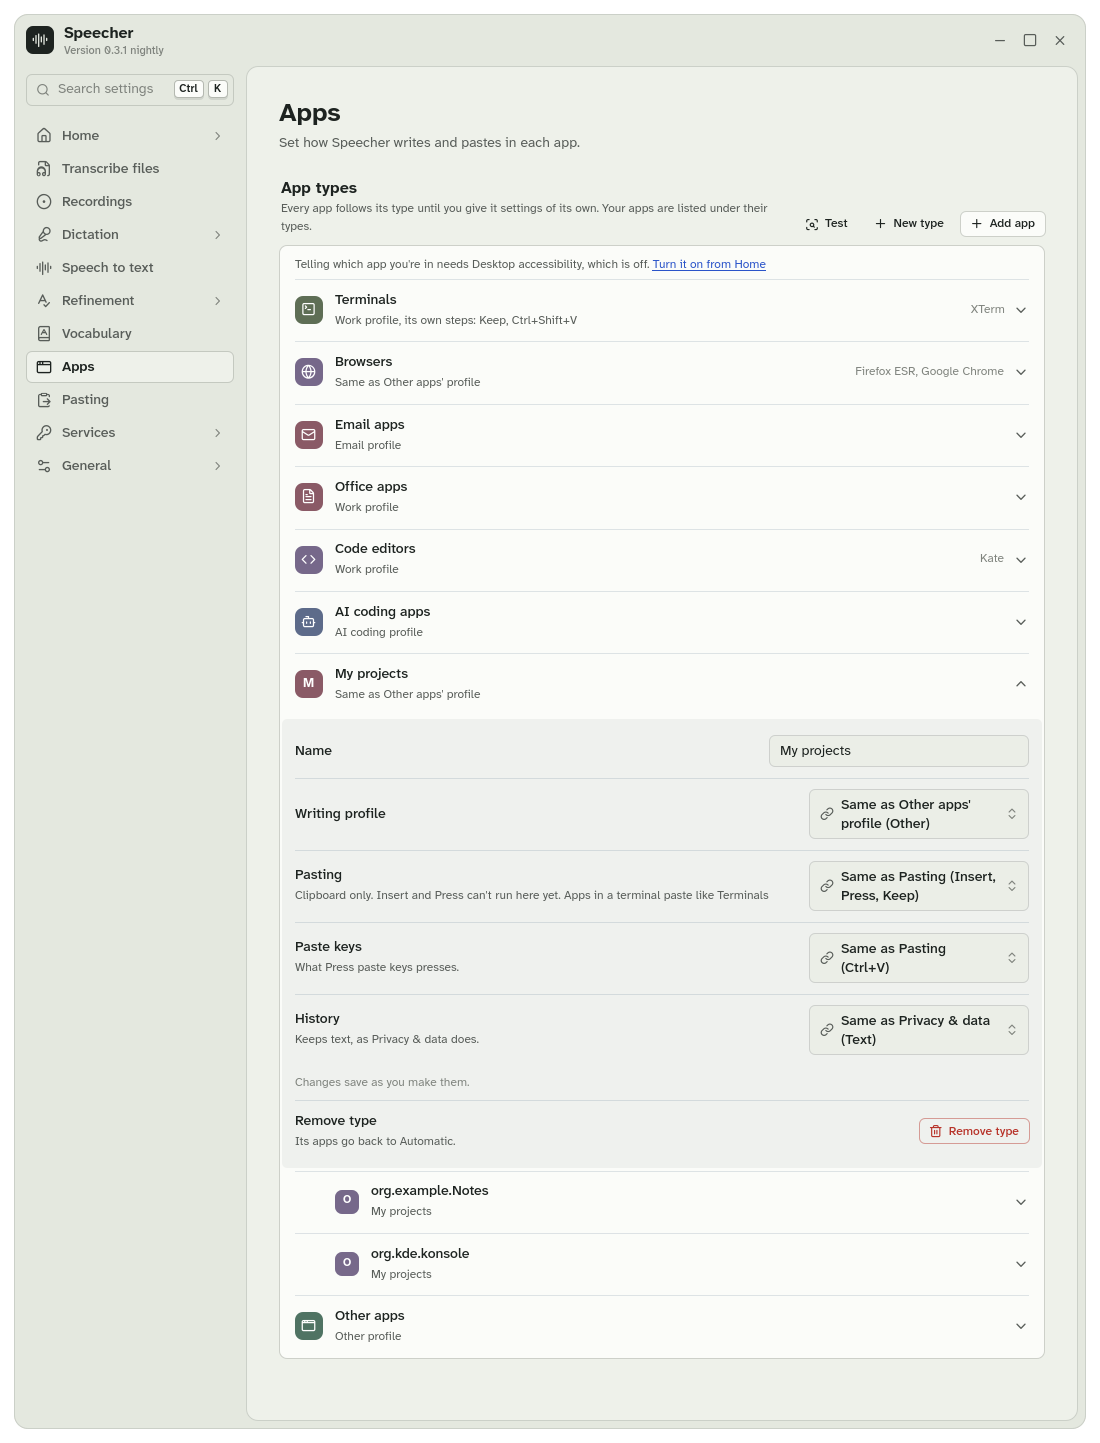 Speecher
Version 0.3.1 nightly
Search settings Ctrl K
Home
Transcribe files
Recordings
Dictation
Speech to text
Refinement
Vocabulary
Apps
Pasting
Services
General
Apps
Set how Speecher writes and pastes in each app.
App types
Every app follows its type until you give it settings of its own. Your apps are listed under their
types.
Test New type Add app
Telling which app you're in needs Desktop accessibility, which is off. Turn it on from Home
Terminals
Work profile, its own steps: Keep, Ctrl+Shift+V
XTerm
Browsers
Same as Other apps' profile
Firefox ESR, Google Chrome
Email apps
Email profile
Office apps
Work profile
Code editors
Work profile
Kate
AI coding apps
AI coding profile
M
My projects
Same as Other apps' profile
Name
My projects
Writing profile
Same as Other apps'
profile (Other)
Pasting
Clipboard only. Insert and Press can't run here yet. Apps in a terminal paste like Terminals
Same as Pasting (Insert,
Press, Keep)
Paste keys
What Press paste keys presses.
Same as Pasting
(Ctrl+V)
History
Keeps text, as Privacy & data does.
Same as Privacy & data
(Text)
Changes save as you make them.
Remove type
Its apps go back to Automatic.
Remove type
O
org.example.Notes
My projects
O
org.kde.konsole
My projects
Other apps
Other profile